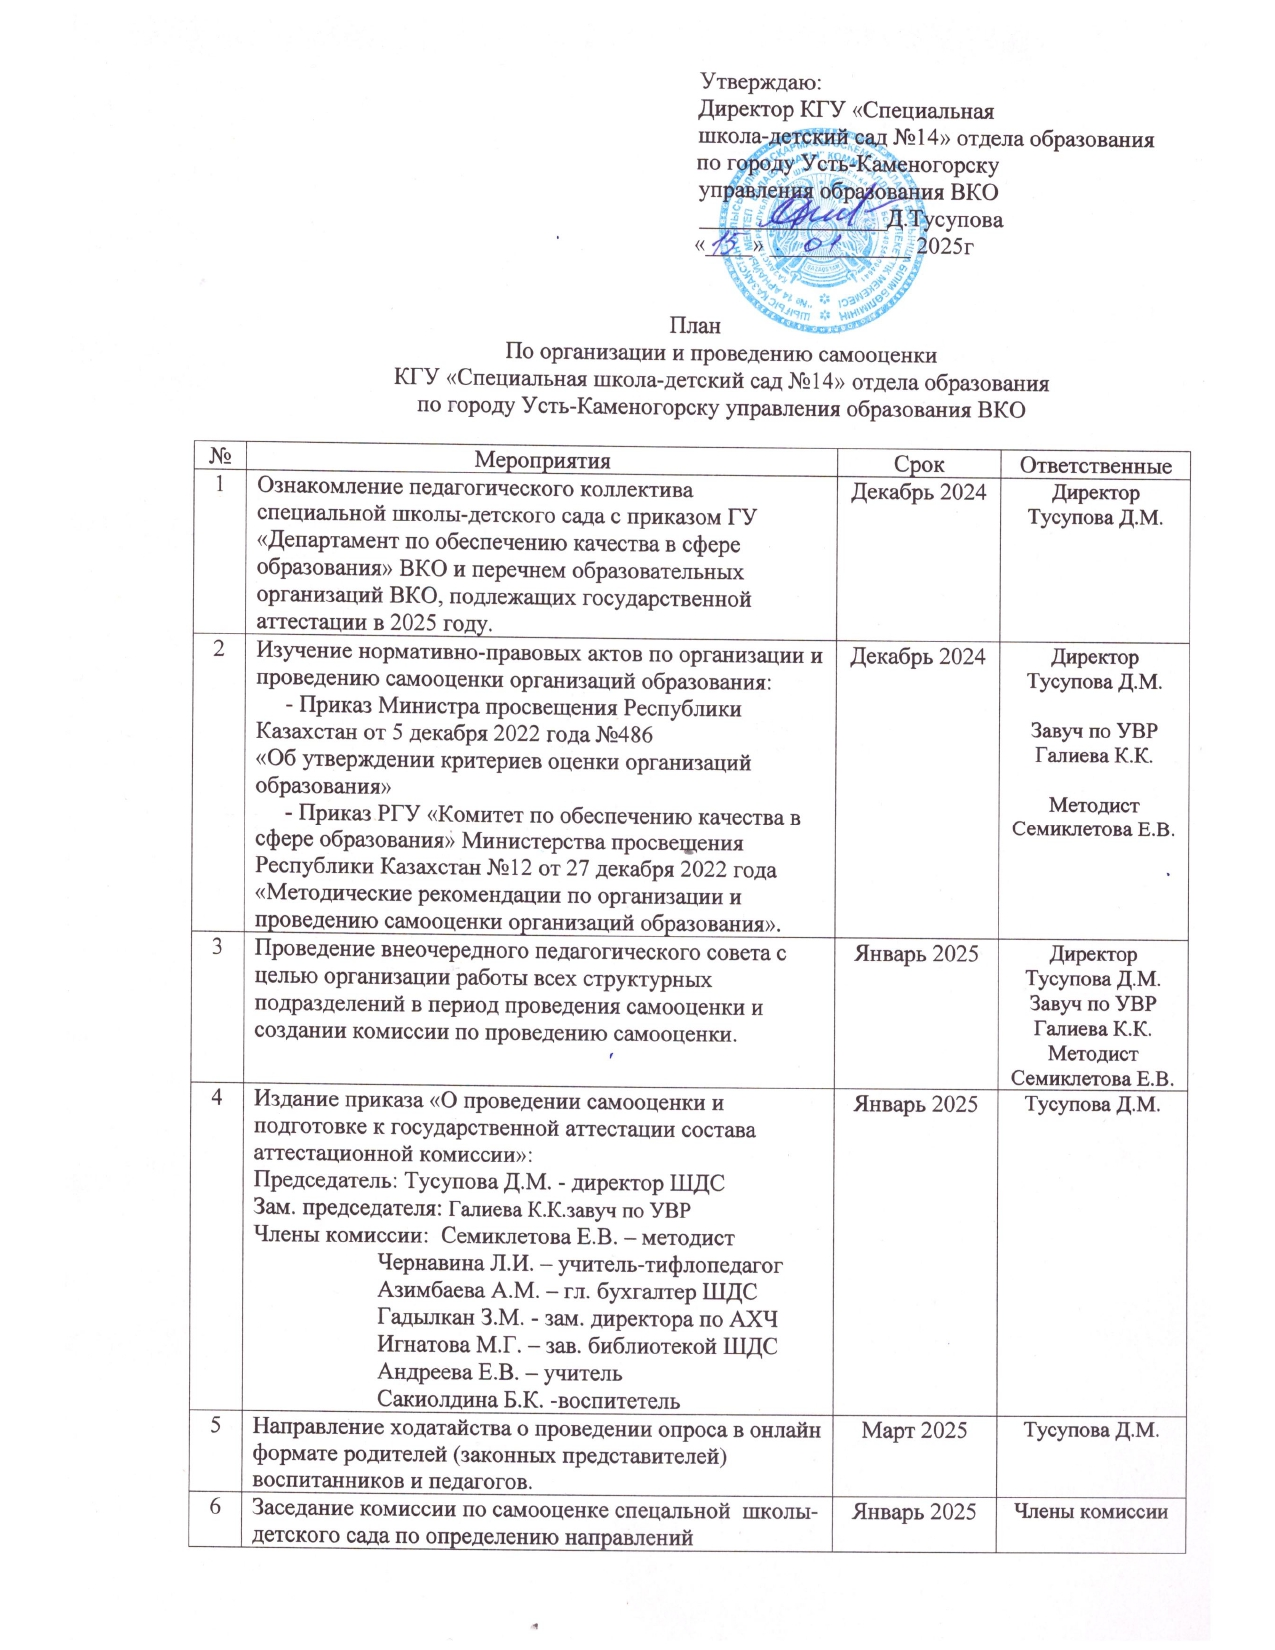 Утверждаю:
Директор КГУ «Специальная
школа-детский сад №14» отдела образования
по городу Усть-Каменогорску
управления образования ВКО
Д.Тусупова
«15» 01 2025г
План
По организации и проведению самооценки
КГУ «Специальная школа-детский сад №14» отдела образования
по городу Усть-Каменогорску управления образования ВКО
№ Мероприятия Срок Ответственные
1 Ознакомление педагогического коллектива Декабрь 2024 Директор
специальной школы-детского сада с приказом ГУ Тусупова Д.М.
«Департамент по обеспечению качества в сфере
образования» ВКО и перечнем образовательных
организаций ВКО, подлежащих государственной
аттестации в 2025 году.
2 Изучение нормативно-правовых актов по организации и Декабрь 2024 Директор
проведению самооценки организаций образования: Тусупова Д.М.
- Приказ Министра просвещения Республики
Казахстан от 5 декабря 2022 года №486 Завуч по УВР
«Об утверждении критериев оценки организаций Галиева К.К.
образования»
- Приказ РГУ «Комитет по обеспечению качества в Методист
сфере образования» Министерства просвещения Семиклетова Е.В.
Республики Казахстан №12 от 27 декабря 2022 года
«Методические рекомендации по организации и
проведению самооценки организаций образования».
3 Проведение внеочередного педагогического совета с Январь 2025 Директор
целью организации работы всех структурных Тусупова Д.М.
подразделений в период проведения самооценки и Завуч по УВР
создании комиссии по проведению самооценки. Галиева К.К.
Методист
Семиклетова Е.В.
4 Издание приказа «О проведении самооценки и Январь 2025 Тусупова Д.М.
подготовке к государственной аттестации состава
аттестационной комиссии»:
Председатель: Тусупова Д.М. - директор ШДС
Зам. председателя: Галиева К.К.завуч по УВР
Члены комиссии: Семиклетова Е.В. – методист
Чернавина Л.И. – учитель-тифлопедагог
Азимбаева А.М. – гл. бухгалтер ШДС
Гадылкан З.М. - зам. директора по АХЧ
Игнатова М.Г. – зав. библиотекой ШДС
Андреева Е.В. – учитель
Сакиолдина Б.К. -воспитетель
5 Направление ходатайства о проведении опроса в онлайн Март 2025 Тусупова Д.М.
формате родителей (законных представителей)
воспитанников и педагогов.
6 Заседание комиссии по самооценке спецальной школы- Январь 2025 Члены комиссии
детского сада по определению направлений